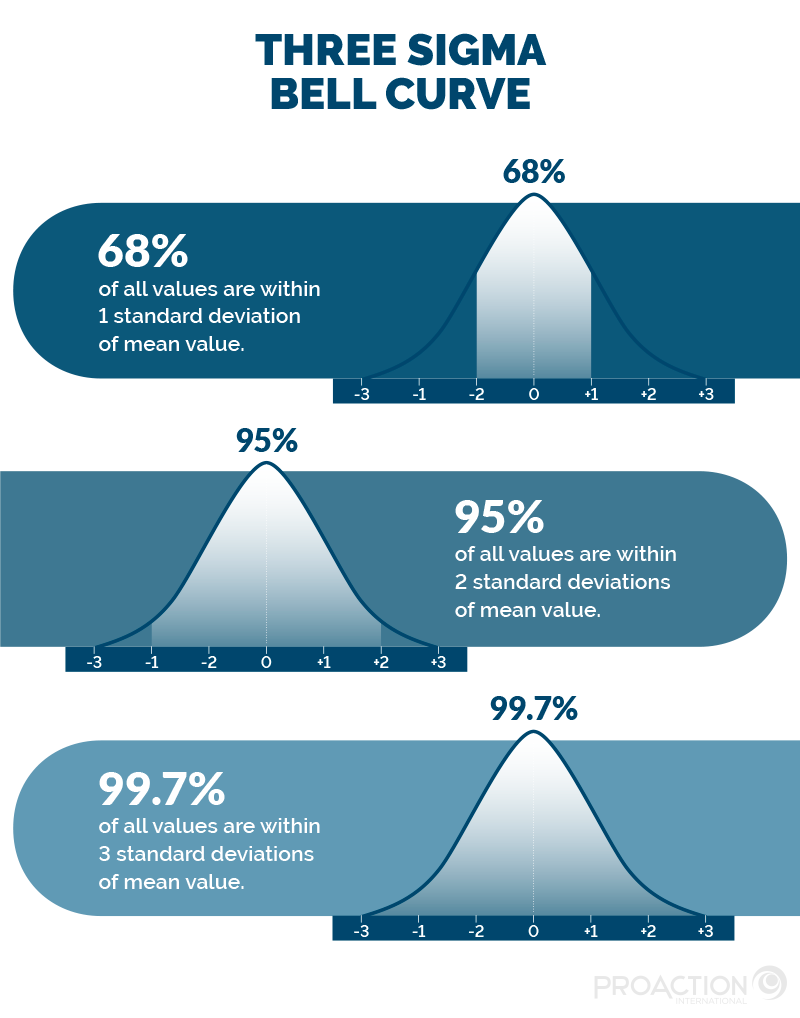 THREE SIGMA
BELL CURVE
68%
68%
of all values are within
1 standard deviation
of mean value.
-3 -1 -2 0 +1 +2 +3
95%
95%
of all values are within
2 standard deviations
of mean value.
-3 -1 -2 0 +1 +2 +3
99.7%
99.7%
of all values are within
3 standard deviations
of mean value.
-3 -1 -2 0 +1 +2 +3
PROACTION
INTERNATIONAL